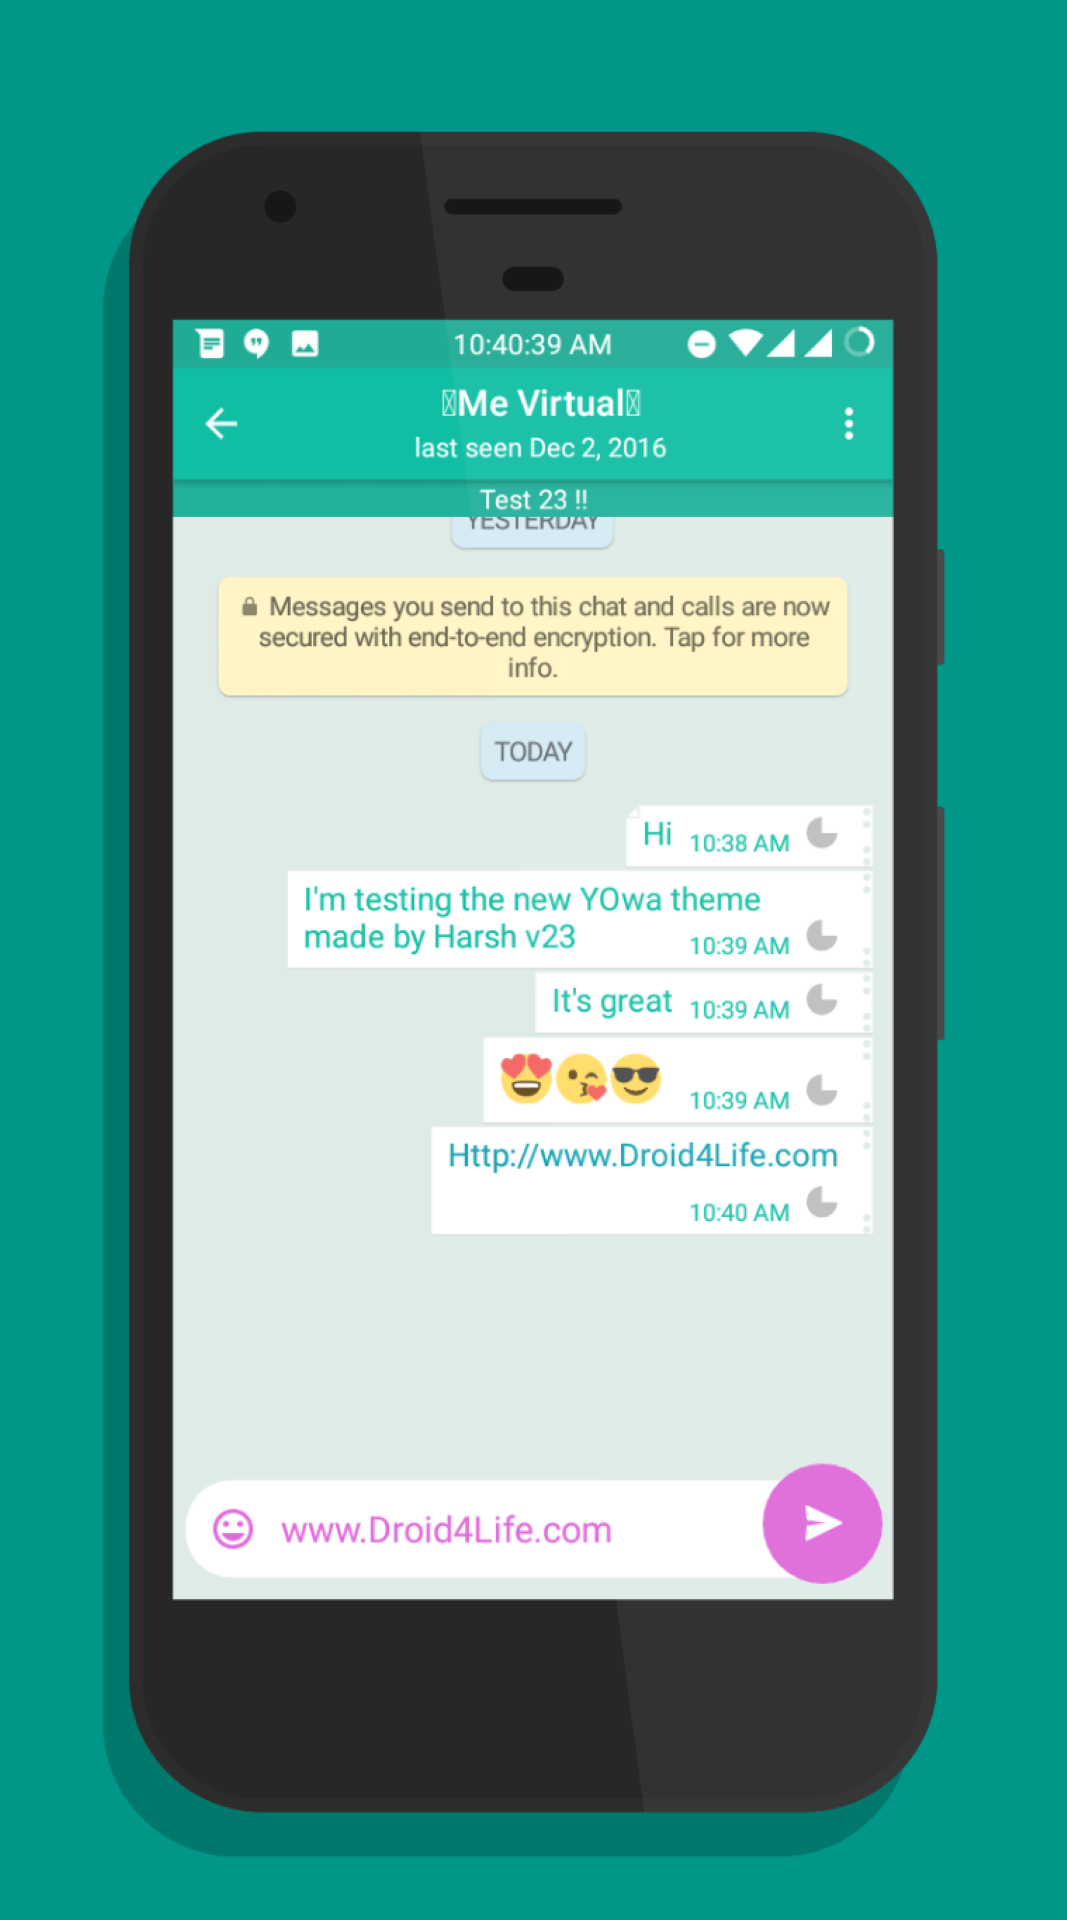 10:40:39 AM
Me Virtual
last seen Dec 2, 2016
Test 23 !!
YESTERDAY
Messages you send to this chat and calls are now
secured with end-to-end encryption. Tap for more
info.
TODAY
Hi 10:38 AM
I'm testing the new YOwa theme
made by Harsh v23 10:39 AM
It's great 10:39 AM
😍😘😎 10:39 AM
Http://www.Droid4Life.com
10:40 AM
www.Droid4Life.com